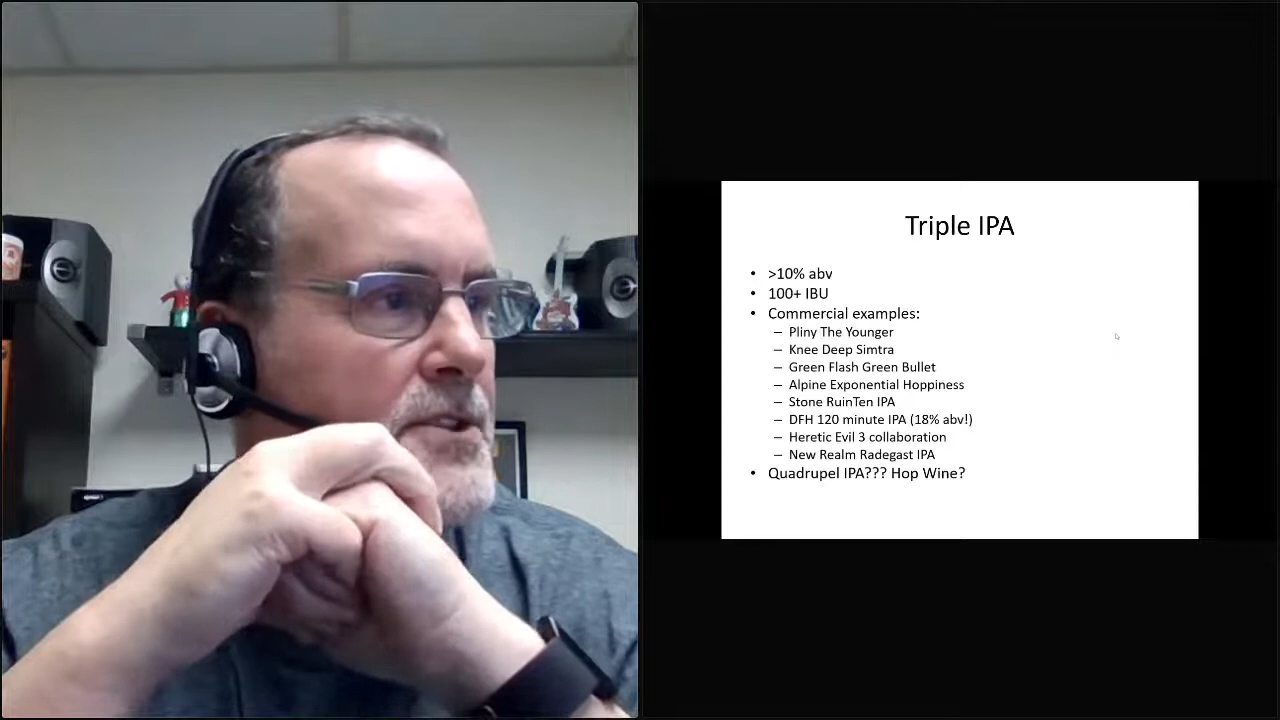 Triple IPA
• >10% abv
• 100+ IBU
• Commercial examples:
– Pliny The Younger
– Knee Deep Simtra
– Green Flash Green Bullet
– Alpine Exponential Hoppiness
– Stone RuinTen IPA
– DFH 120 minute IPA (18% abv!)
– Heretic Evil 3 collaboration
– New Realm Radegast IPA
• Quadrupel IPA??? Hop Wine?